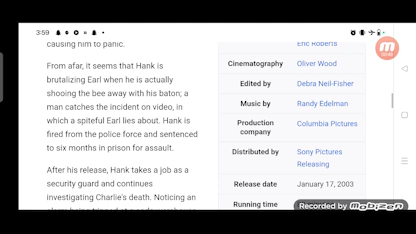 3:59
causing him to panic.
From afar, it seems that Hank is
brutalizing Earl when he is actually
shooing the bee away with his baton; a
man catches the incident on video, in
which a spiteful Earl lies about. Hank is
fired from the police force and sentenced
to six months in prison for assault.
After his release, Hank takes a job as a
security guard and continues
investigating Charlie's death. Noticing an
Eric Roberts
Cinematography Oliver Wood
Edited by Debra Neil-Fisher
Music by Randy Edelman
Production
company Columbia Pictures
Distributed by Sony Pictures
Releasing
Release date January 17, 2003
Running time
Recorded by mobizen